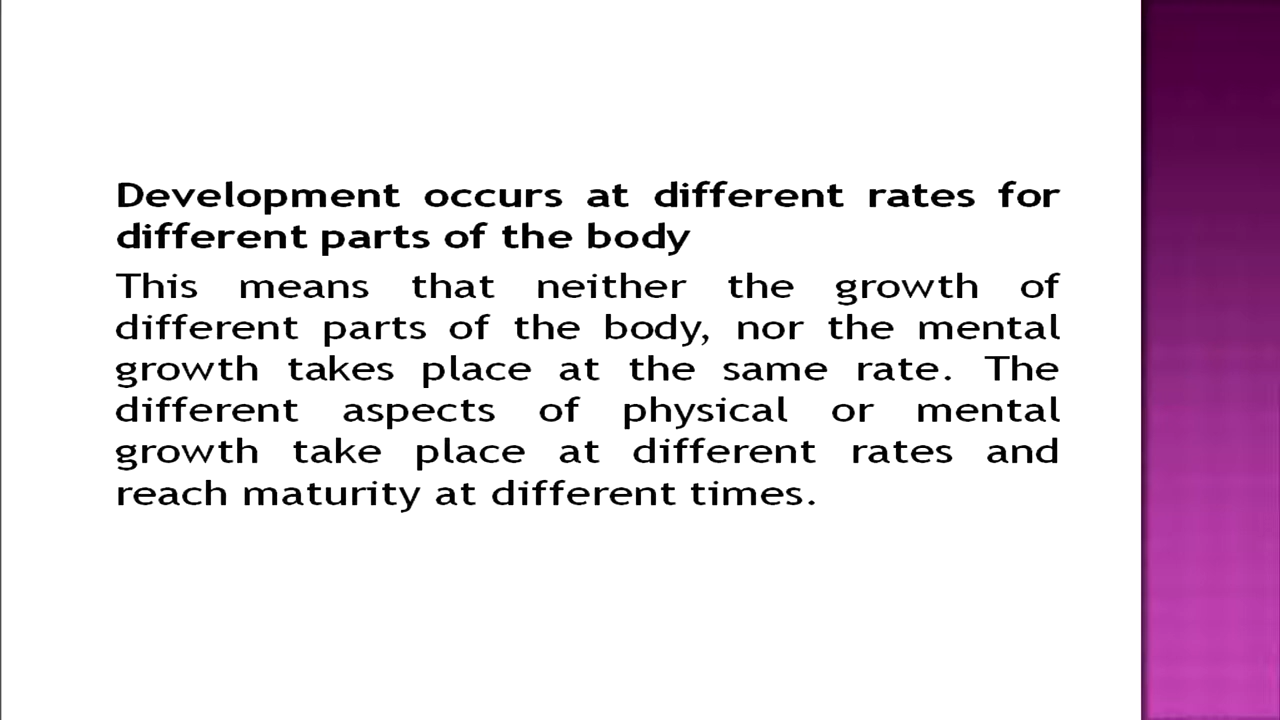 Development occurs at different rates for
different parts of the body
This means that neither the growth of
different parts of the body, nor the mental
growth takes place at the same rate. The
different aspects of physical or mental
growth take place at different rates and
reach maturity at different times.